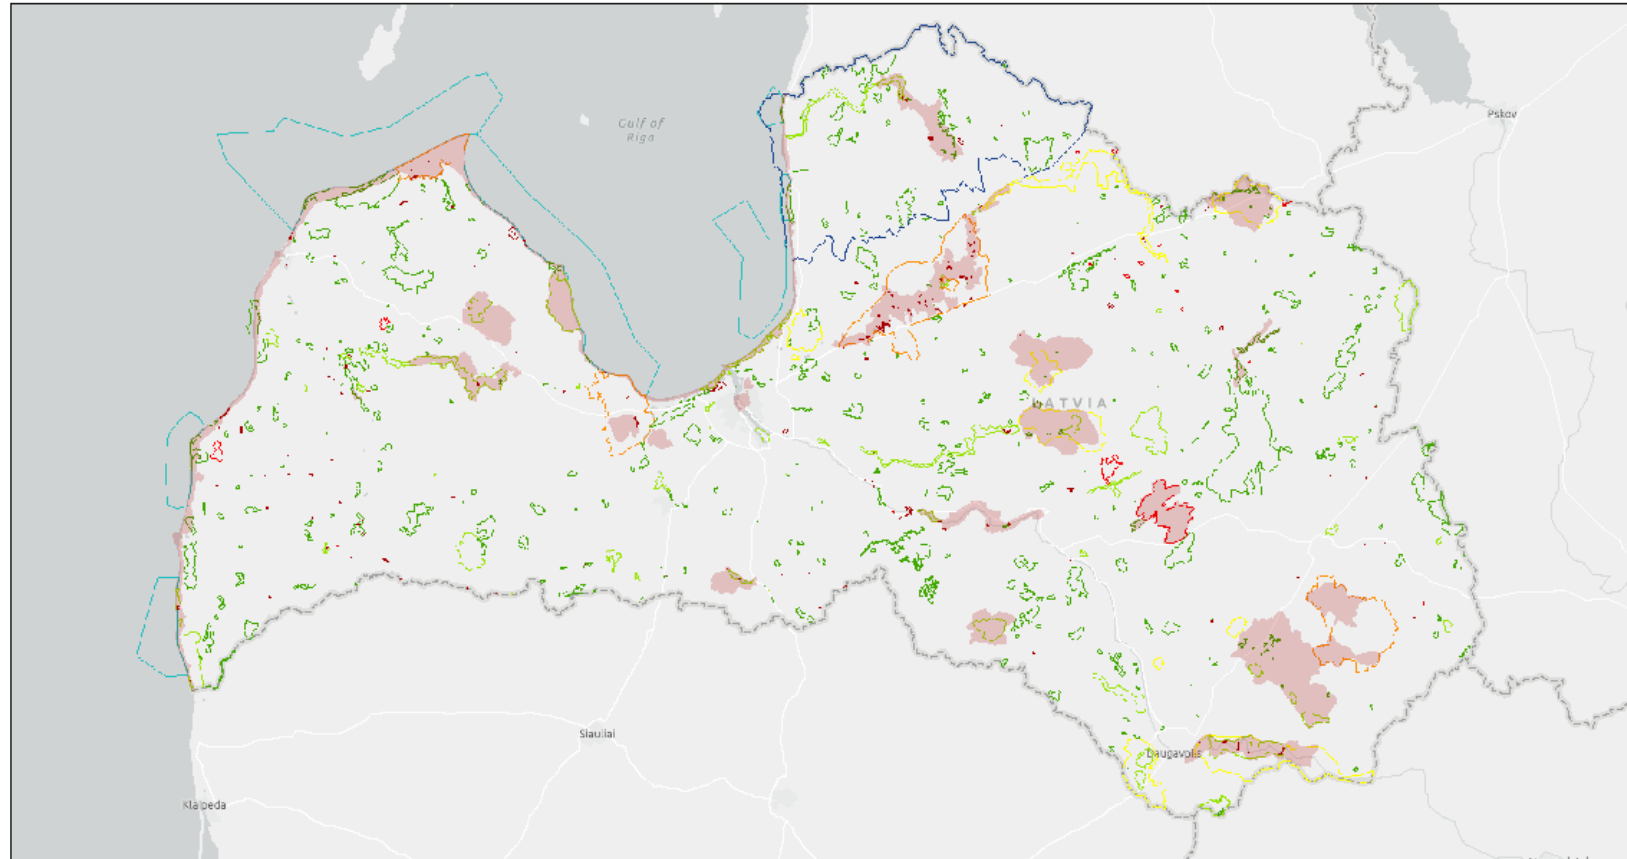 Gulf of
Riga
Pskov
LATVIA
Siauliai
Daugavpils
Klaipeda